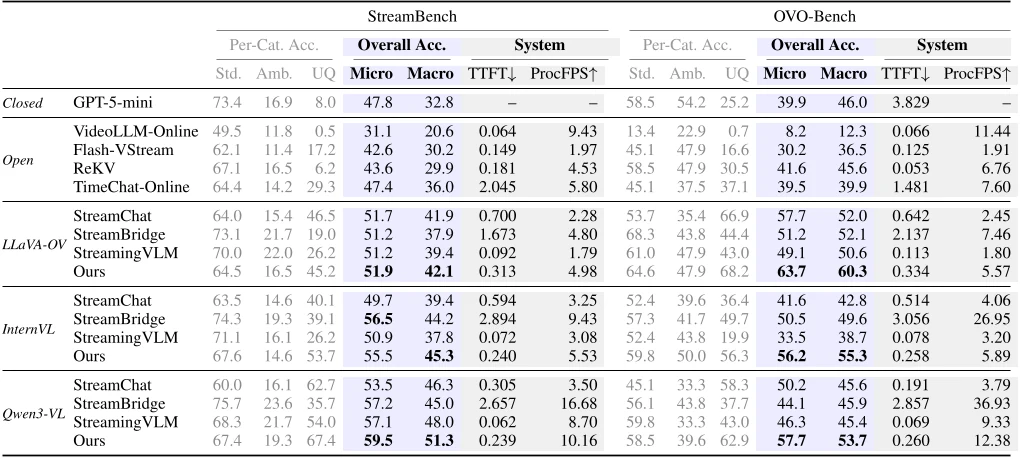 StreamBench OVO-Bench
Per-Cat. Acc. Overall Acc. System Per-Cat. Acc. Overall Acc. System
Std. Amb. UQ Micro Macro TTFT↓ ProcFPS↑ Std. Amb. UQ Micro Macro TTFT↓ ProcFPS↑
Closed GPT-5-mini 73.4 16.9 8.0 47.8 32.8 – – 58.5 54.2 25.2 39.9 46.0 3.829 –
VideoLLM-Online 49.5 11.8 0.5 31.1 20.6 0.064 9.43 13.4 22.9 0.7 8.2 12.3 0.066 11.44
Flash-VStream 62.1 11.4 17.2 42.6 30.2 0.149 1.97 45.1 47.9 16.6 30.2 36.5 0.125 1.91
Open
ReKV 67.1 16.5 6.2 43.6 29.9 0.181 4.53 58.5 47.9 30.5 41.6 45.6 0.053 6.76
TimeChat-Online 64.4 14.2 29.3 47.4 36.0 2.045 5.80 45.1 37.5 37.1 39.5 39.9 1.481 7.60
StreamChat 64.0 15.4 46.5 51.7 41.9 0.700 2.28 53.7 35.4 66.9 57.7 52.0 0.642 2.45
StreamBridge 73.1 21.7 19.0 51.2 37.9 1.673 4.80 68.3 43.8 44.4 51.2 52.1 2.137 7.46
LLaVA-OV
StreamingVLM 70.0 22.0 26.2 51.2 39.4 0.092 1.79 61.0 47.9 43.0 49.1 50.6 0.113 1.80
Ours 64.5 16.5 45.2 51.9 42.1 0.313 4.98 64.6 47.9 68.2 63.7 60.3 0.334 5.57
StreamChat 63.5 14.6 40.1 49.7 39.4 0.594 3.25 52.4 39.6 36.4 41.6 42.8 0.514 4.06
StreamBridge 74.3 19.3 39.1 56.5 44.2 2.894 9.43 57.3 41.7 49.7 50.5 49.6 3.056 26.95
InternVL
StreamingVLM 71.1 16.1 26.2 50.9 37.8 0.072 3.08 52.4 43.8 19.9 33.5 38.7 0.078 3.20
Ours 67.6 14.6 53.7 55.5 45.3 0.240 5.53 59.8 50.0 56.3 56.2 55.3 0.258 5.89
StreamChat 60.0 16.1 62.7 53.5 46.3 0.305 3.50 45.1 33.3 58.3 50.2 45.6 0.191 3.79
StreamBridge 75.7 23.6 35.7 57.2 45.0 2.657 16.68 56.1 43.8 37.7 44.1 45.9 2.857 36.93
Qwen3-VL
StreamingVLM 68.3 21.7 54.0 57.1 48.0 0.062 8.70 59.8 33.3 43.0 46.3 45.4 0.069 9.33
Ours 67.4 19.3 67.4 59.5 51.3 0.239 10.16 58.5 39.6 62.9 57.7 53.7 0.260 12.38